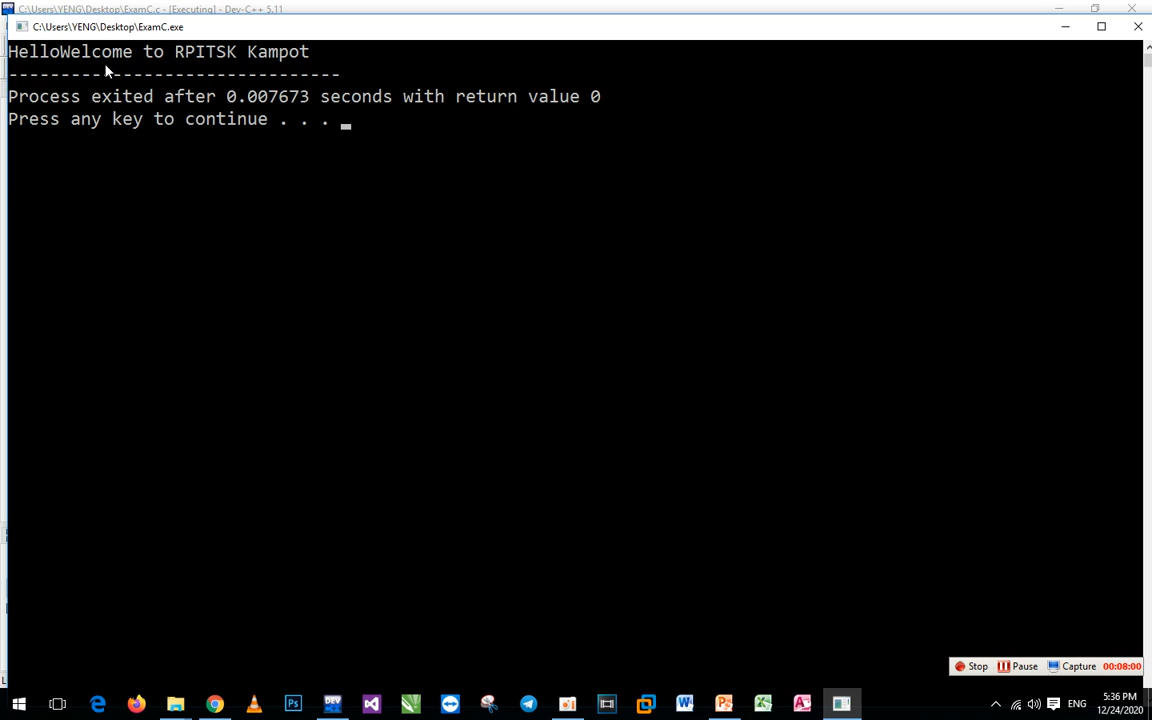 C:\Users\YENG\Desktop\ExamC.c - [Executing] - Dev-C++ 5.11
C:\Users\YENG\Desktop\ExamC.exe
HelloWelcome to RPITSK Kampot
--------------------------------
Process exited after 0.007673 seconds with return value 0
Press any key to continue . . .
Stop Pause Capture 00:08:00
DEV
Ps
ENG
5:36 PM
12/24/2020